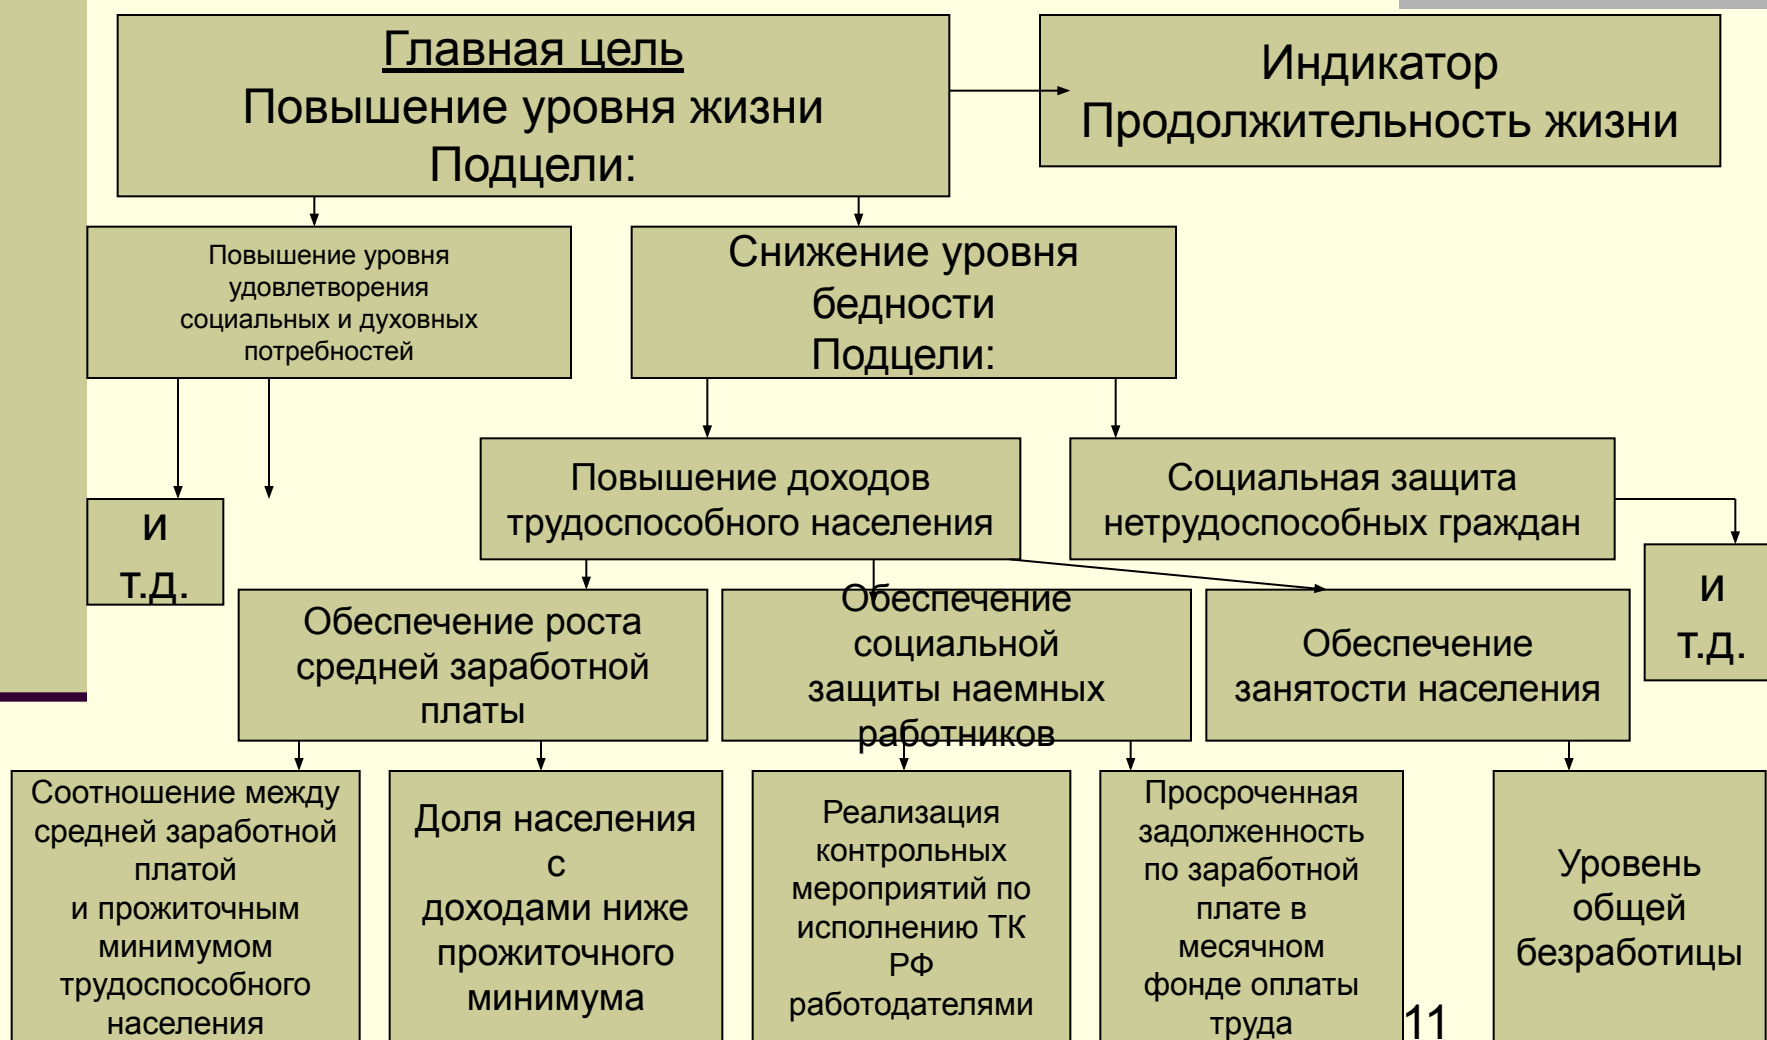 Главная цель
Повышение уровня жизни
Подцели:
Индикатор
Продолжительность жизни
Повышение уровня
удовлетворения
социальных и духовных
потребностей
Снижение уровня
бедности
Подцели:
Повышение доходов
трудоспособного населения
Социальная защита
нетрудоспособных граждан
и
т.д.
и
т.д.
Обеспечение роста
средней заработной
платы
Обеспечение
социальной
защиты наемных
работников
Обеспечение
занятости населения
Соотношение между
средней заработной
платой
и прожиточным
минимумом
трудоспособного
населения
Доля населения
с
доходами ниже
прожиточного
минимума
Реализация
контрольных
мероприятий по
исполнению ТК
РФ
работодателями
Просроченная
задолженность
по заработной
плате в
месячном
фонде оплаты
труда
Уровень
общей
безработицы
11